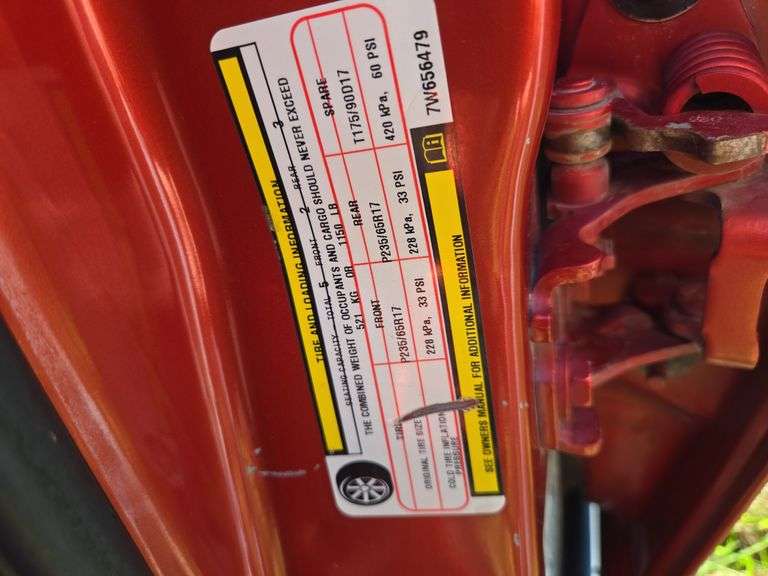 TIRE AND LOADING INFORMATION
SEATING CAPACITY TOTAL 5 FRONT 2 REAR 3
THE COMBINED WEIGHT OF OCCUPANTS AND CARGO SHOULD NEVER EXCEED
521 KG OR 1150 LB
FRONT REAR SPARE
ORIGINAL TIRE SIZE P235/65R17 P235/65R17 T175/90D17
COLD TIRE INFLATION PRESSURE 228 kPa, 33 PSI 228 kPa, 33 PSI 420 kPa, 60 PSI
SEE OWNERS MANUAL FOR ADDITIONAL INFORMATION
7W656479